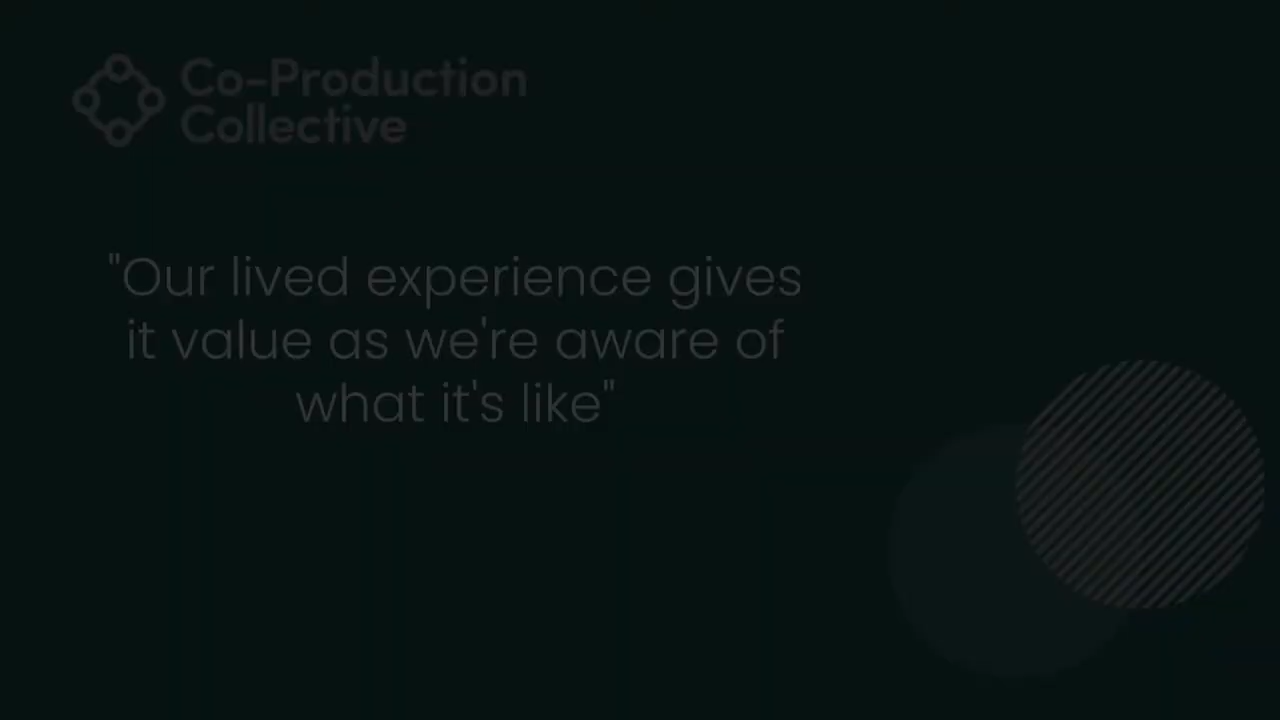 Co-Production
Collective
"Our lived experience gives
it value as we're aware of
what it's like"